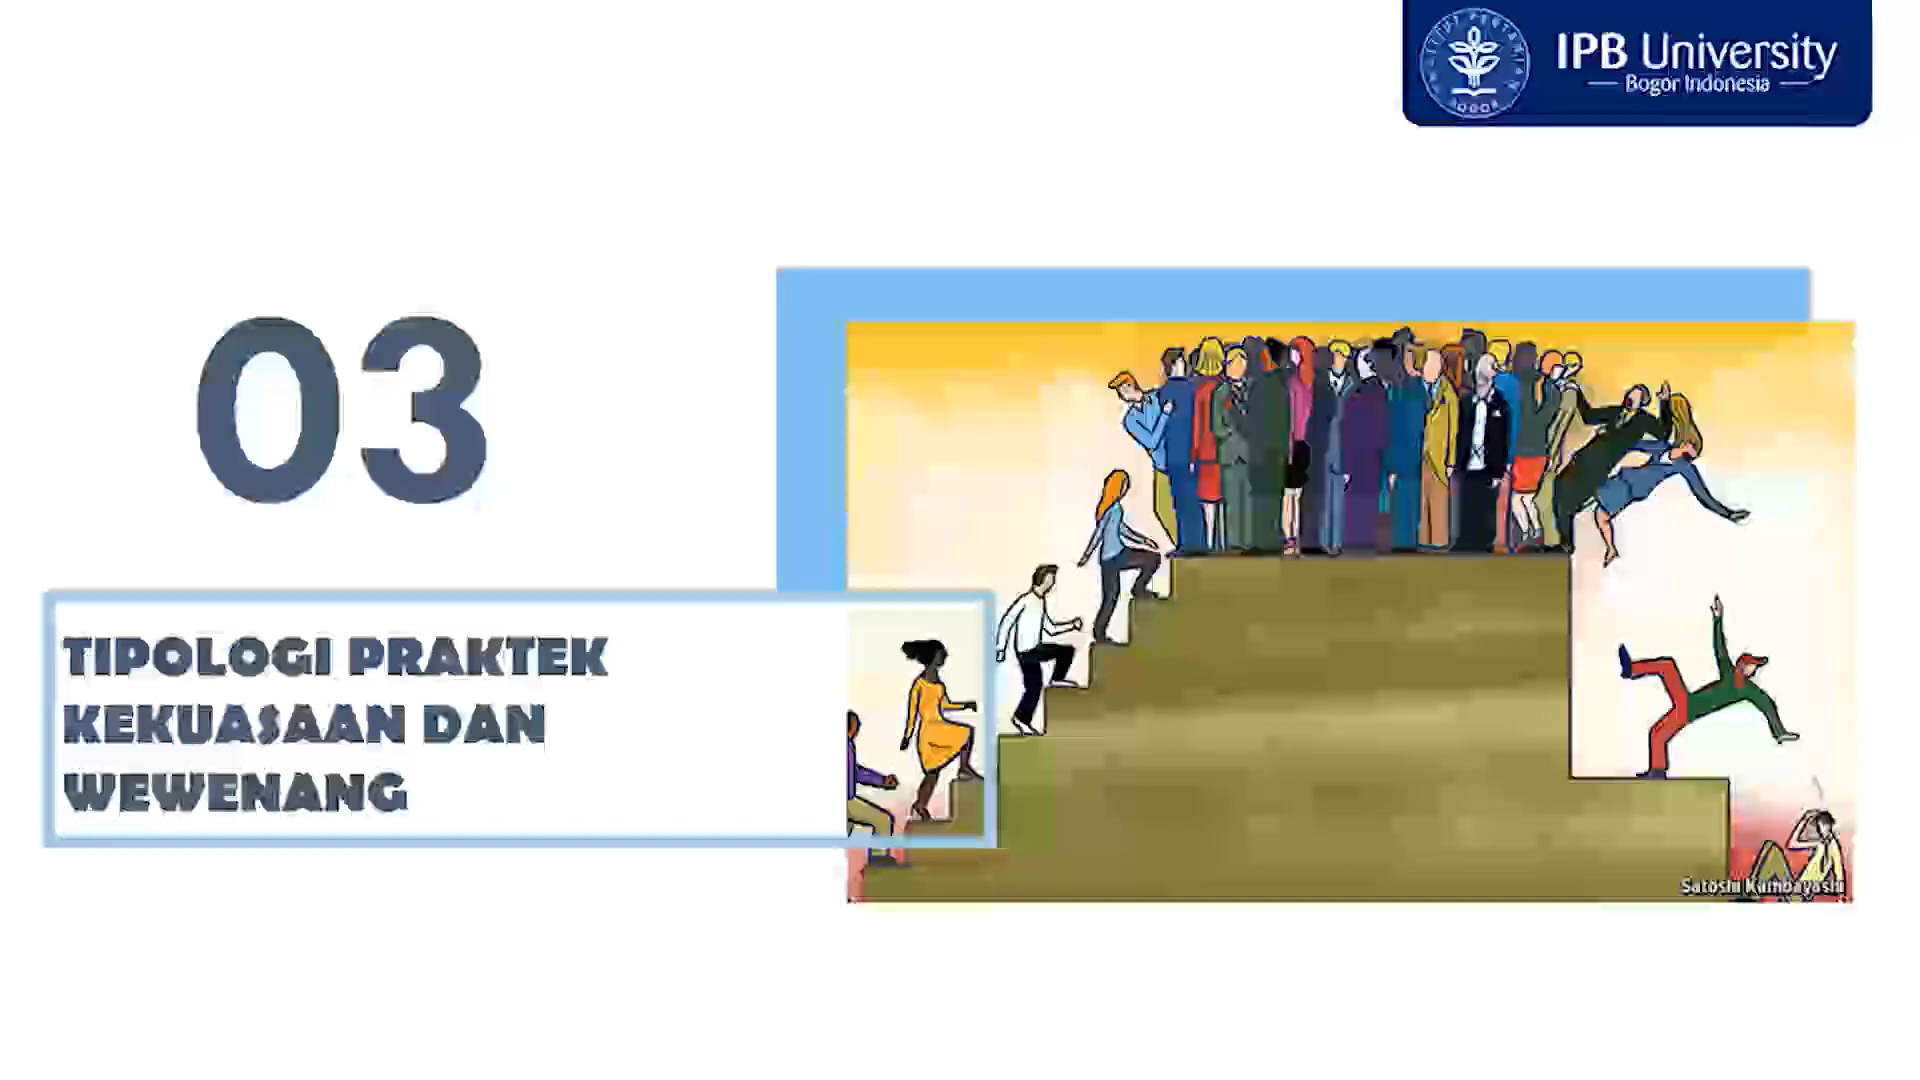 IPB University
Bogor Indonesia
03
TIPOLOGI PRAKTEK
KEKUASAAN DAN
WEWENANG
Satoshi Kambayashi